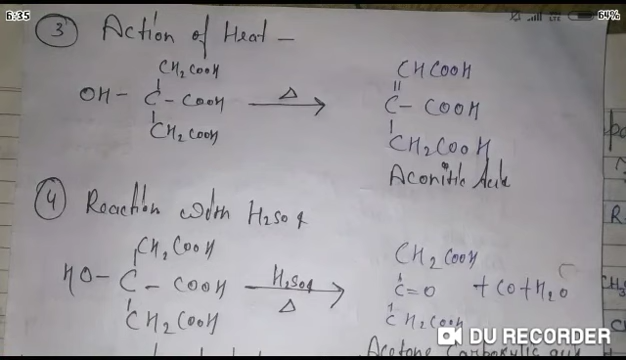 6:35
64%
③ Action of Heat –
CH₂COOH
OH – C – COOH
CH₂COOH
Δ
CHCOOH
C – COOH
CH₂COOH
Aconitic Acid
④ Reaction with H₂SO4
CH₂COOH
HO – C – COOH
CH₂COOH
H₂SO4
Δ
CH₂COOH
C=O + CO + H₂O
CH₂COOH
DU RECORDER